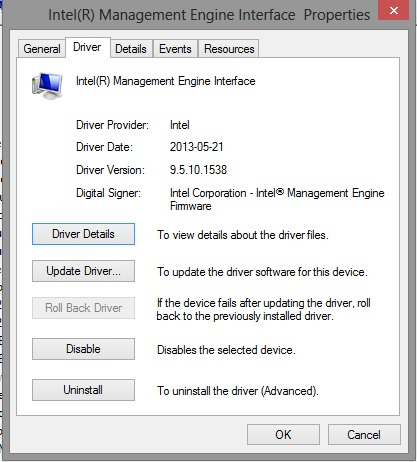 Intel(R) Management Engine Interface Properties
General Driver Details Events Resources
Intel(R) Management Engine Interface
Driver Provider: Intel
Driver Date: 2013-05-21
Driver Version: 9.5.10.1538
Digital Signer: Intel Corporation - Intel® Management Engine
Firmware
Driver Details To view details about the driver files.
Update Driver... To update the driver software for this device.
Roll Back Driver If the device fails after updating the driver, roll
back to the previously installed driver.
Disable Disables the selected device.
Uninstall To uninstall the driver (Advanced).
OK Cancel